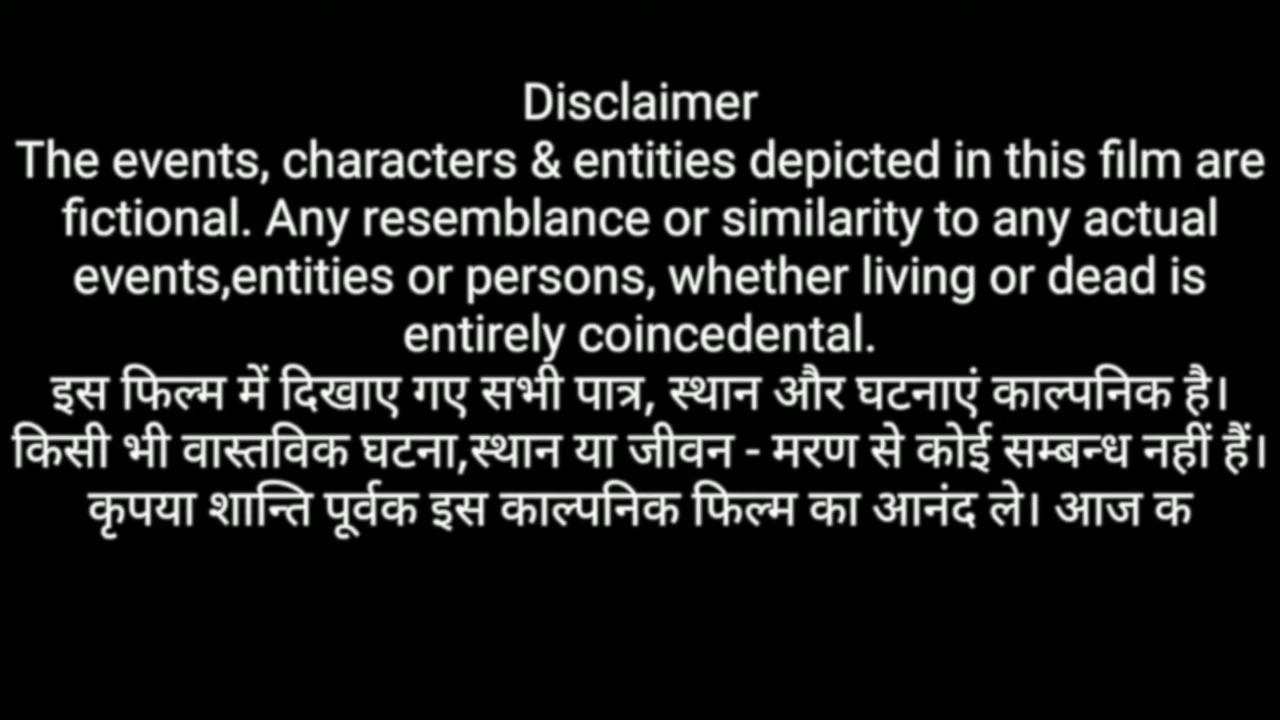 Disclaimer
The events, characters & entities depicted in this film are
fictional. Any resemblance or similarity to any actual
events,entities or persons, whether living or dead is
entirely coincedental.
इस फिल्म में दिखाए गए सभी पात्र, स्थान और घटनाएं काल्पनिक है।
किसी भी वास्तविक घटना,स्थान या जीवन - मरण से कोई सम्बन्ध नहीं हैं।
कृपया शान्ति पूर्वक इस काल्पनिक फिल्म का आनंद ले। आज क